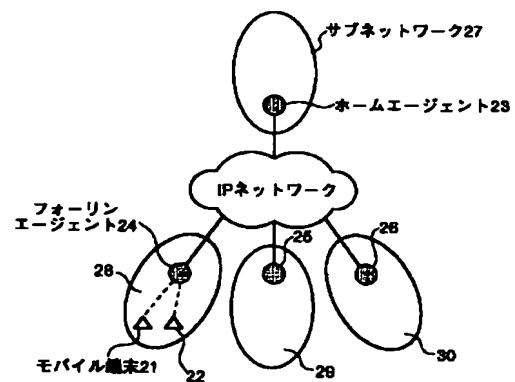 サブネットワーク27
ホームエージェント23
IPネットワーク
フォーリン
エージェント24
25
26
28
モバイル端末21
22
29
30